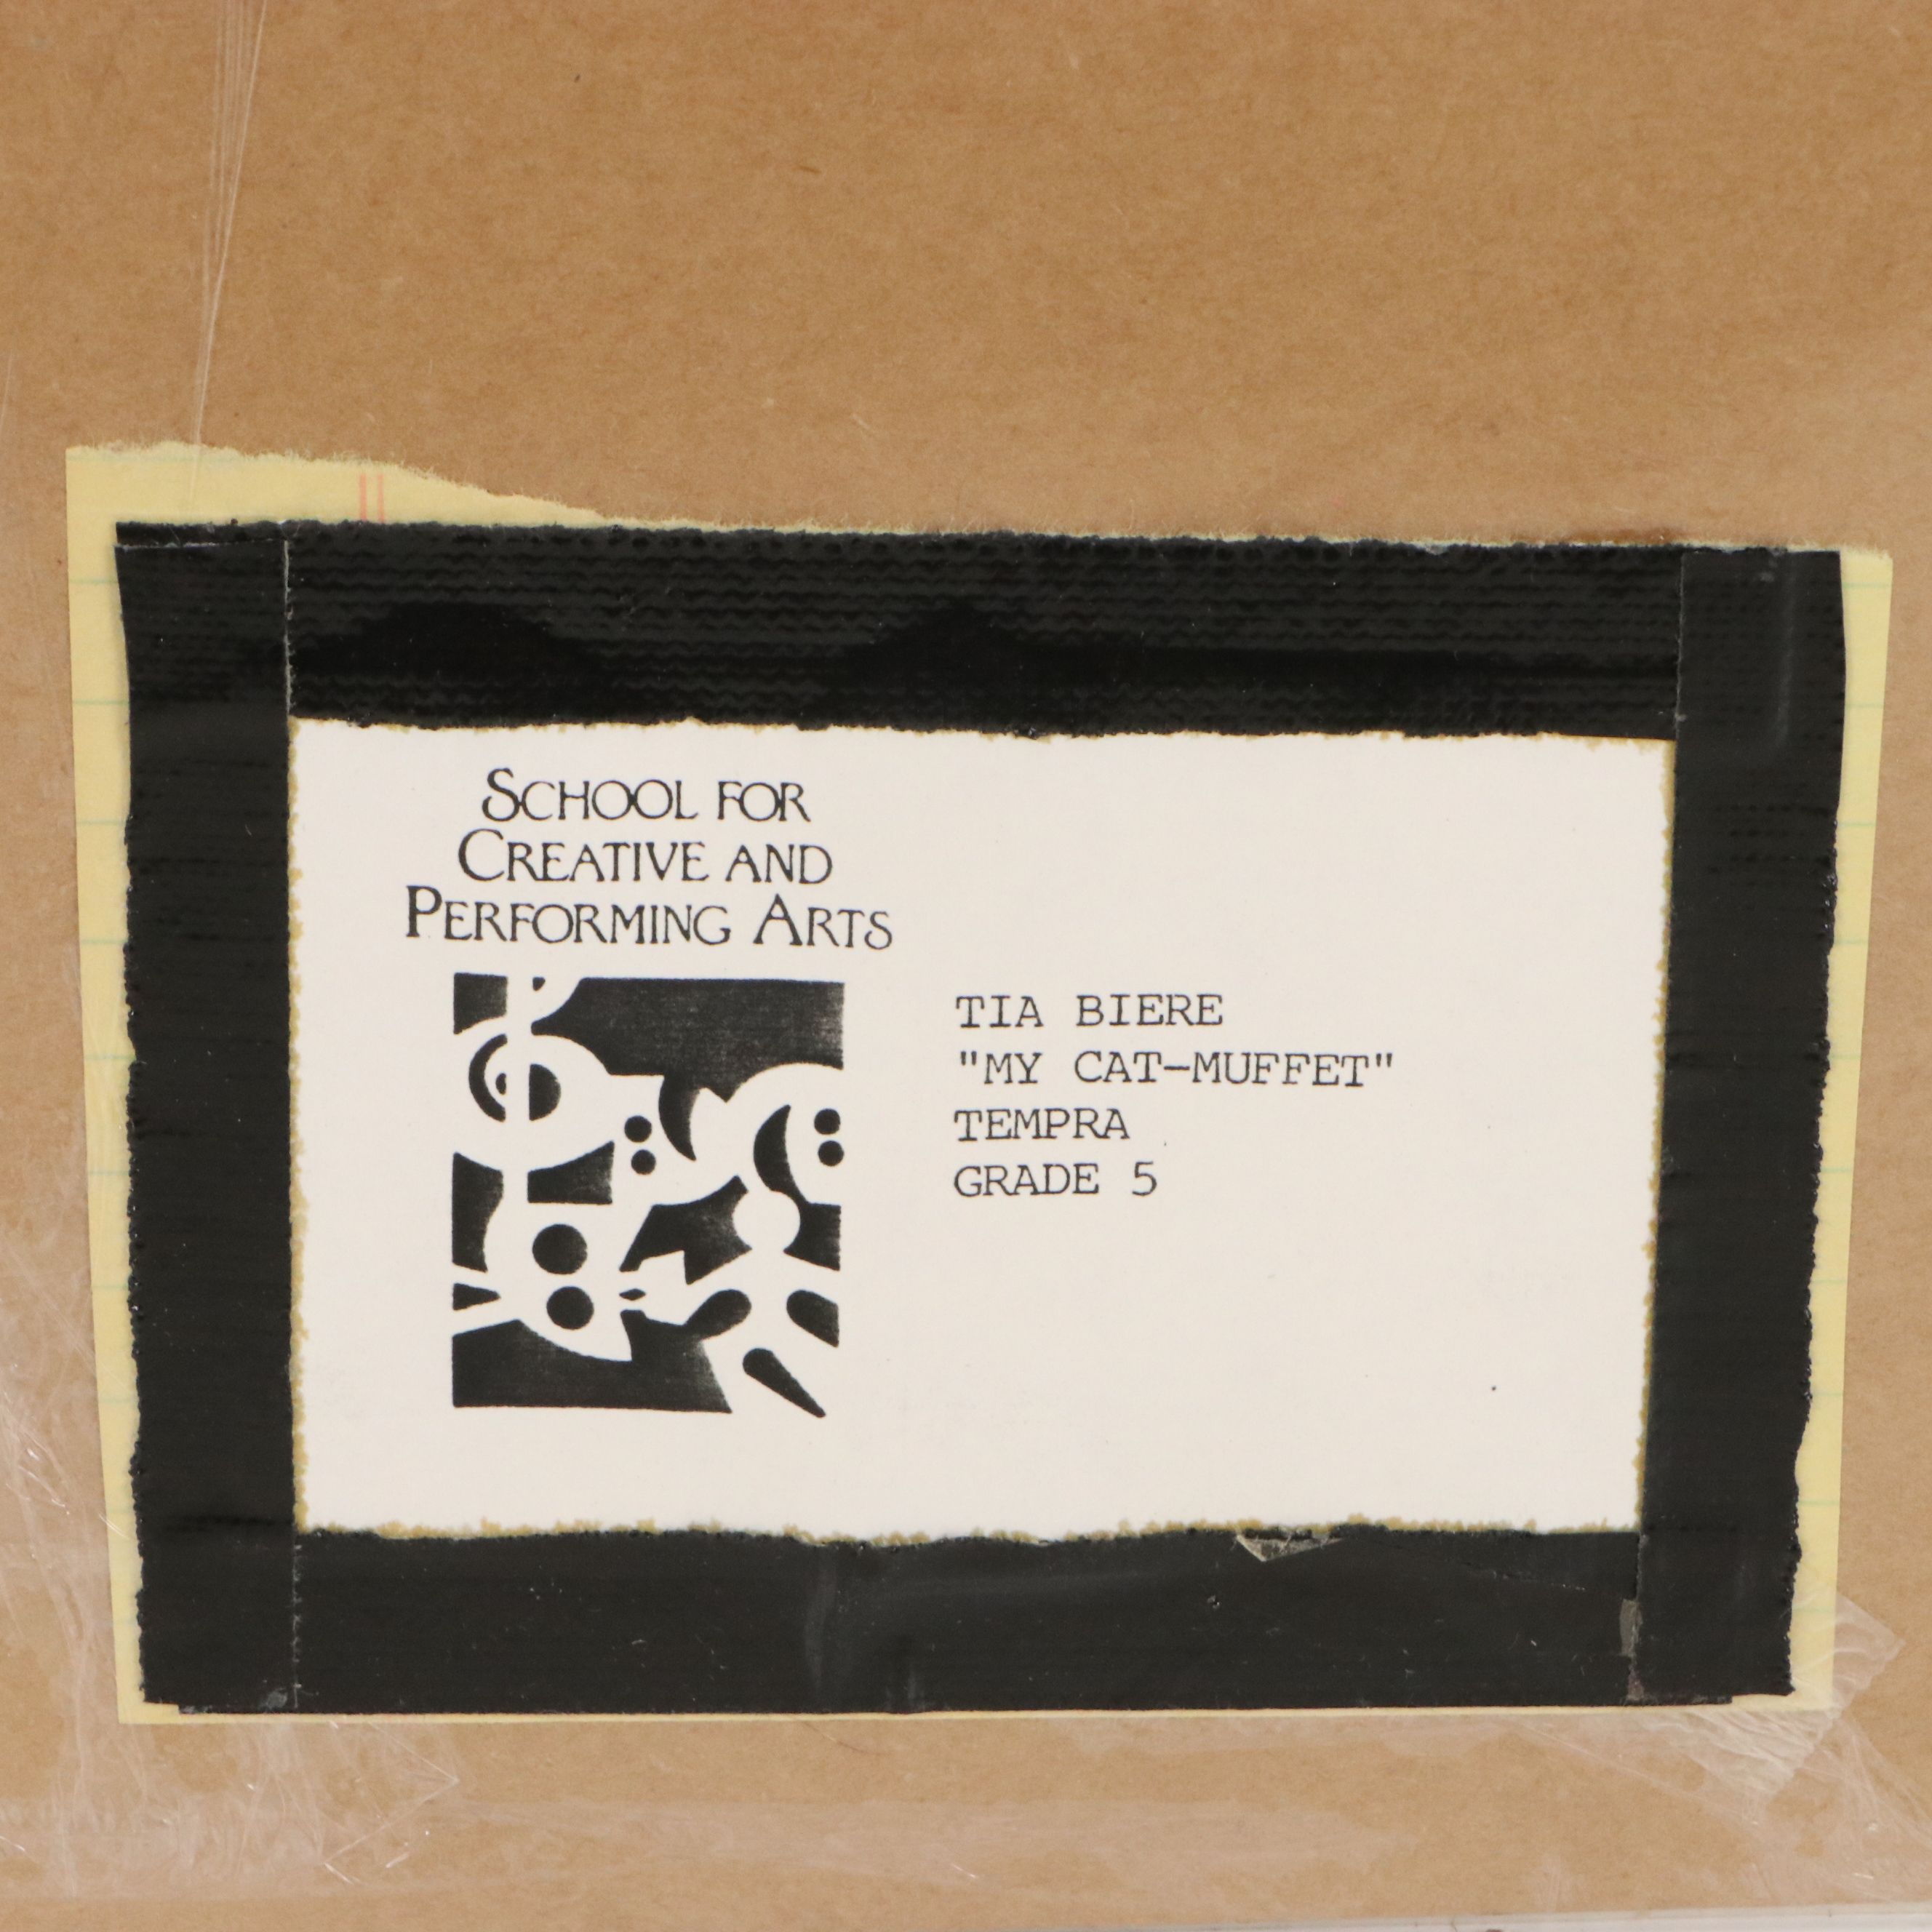 School for
Creative and
Performing Arts
TIA BIERE
"MY CAT-MUFFET"
TEMPRA
GRADE 5